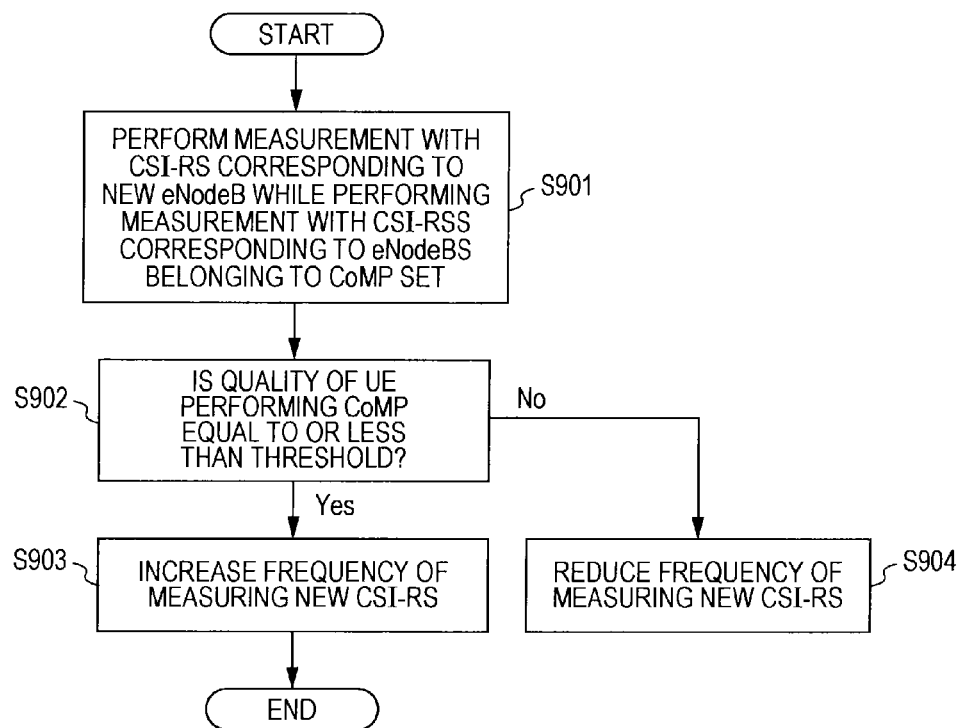 START
PERFORM MEASUREMENT WITH
CSI-RS CORRESPONDING TO
NEW eNodeB WHILE PERFORMING
MEASUREMENT WITH CSI-RSS
CORRESPONDING TO eNodeBS
BELONGING TO CoMP SET
S901
IS QUALITY OF UE
PERFORMING CoMP
EQUAL TO OR LESS
THAN THRESHOLD?
S902
No
Yes
S903
INCREASE FREQUENCY OF
MEASURING NEW CSI-RS
REDUCE FREQUENCY OF
MEASURING NEW CSI-RS
S904
END